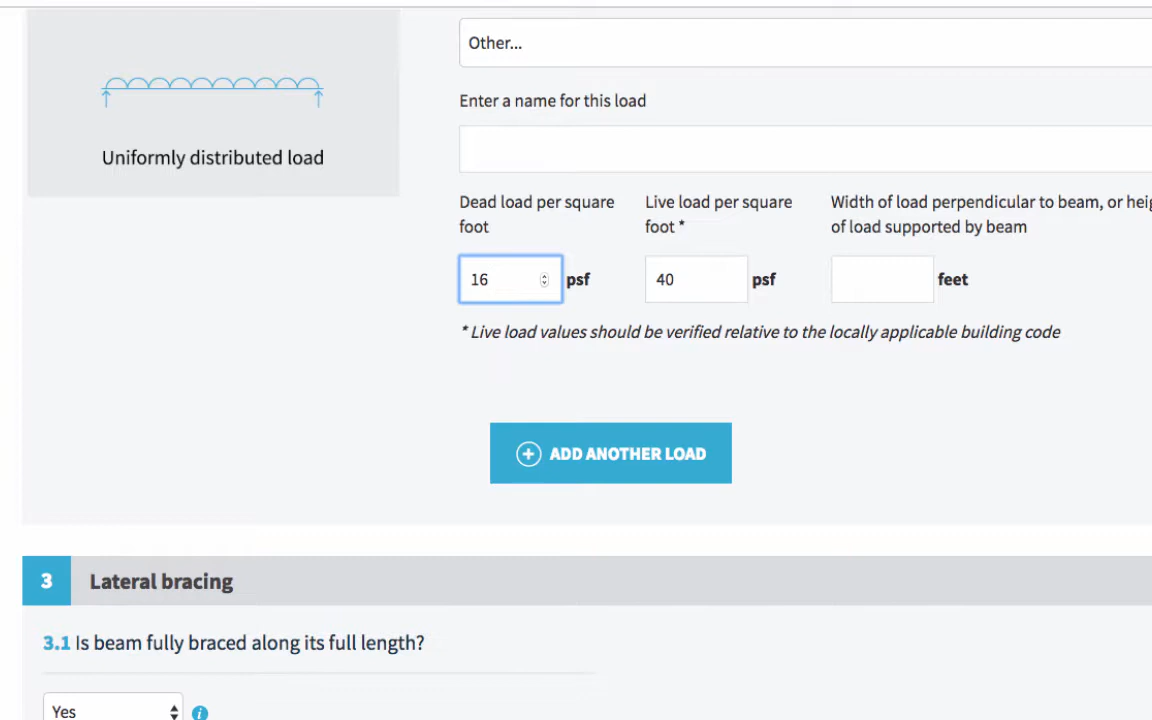 Other...
Enter a name for this load
Uniformly distributed load
Dead load per square
foot
Live load per square
foot *
Width of load perpendicular to beam, or
of load supported by beam
16 psf
40 psf
feet
* Live load values should be verified relative to the locally applicable building code
+ ADD ANOTHER LOAD
3 Lateral bracing
3.1 Is beam fully braced along its full length?
Yes i